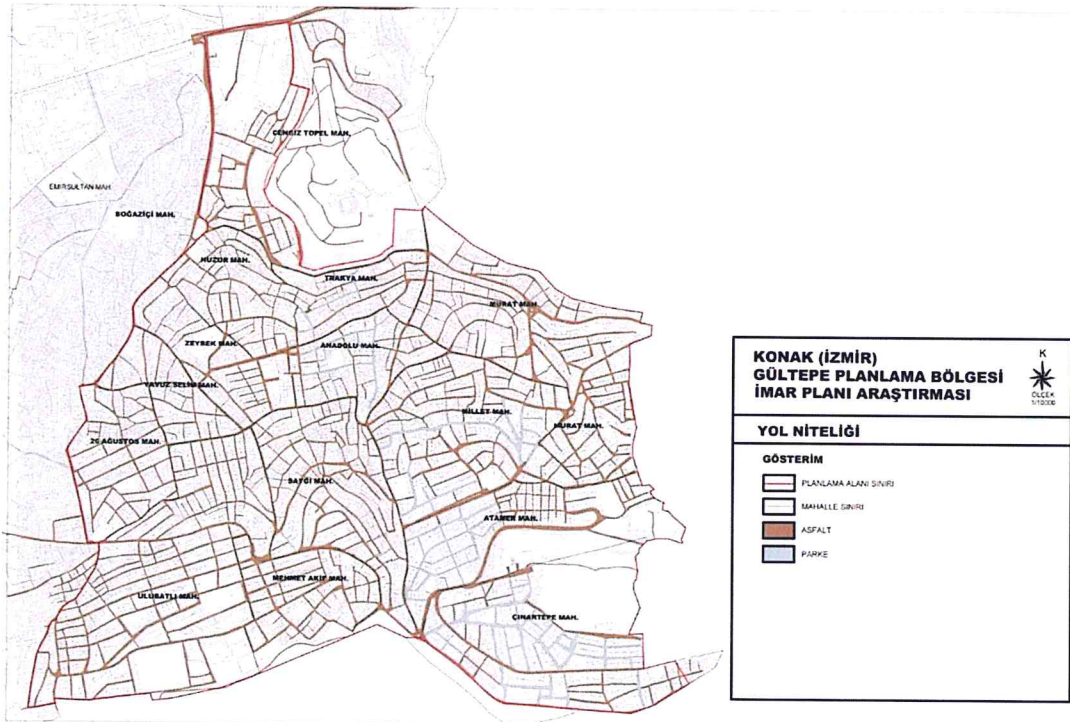 CENGİZ TOPEL MAH.
EMİRSULTAN MAH.
BOĞAZİÇİ MAH.
HUZUR MAH.
TRAKYA MAH.
MURAT MAH.
ZEYBEK MAH.
ANADOLU MAH.
YAVUZ SELİM MAH.
MİLLET MAH.
MURAT MAH.
26 AĞUSTOS MAH.
SAYGI MAH.
ATAMER MAH.
MEHMET AKİF MAH.
ULUBATLI MAH.
ÇINARTEPE MAH.
KONAK (İZMİR)
GÜLTEPE PLANLAMA BÖLGESİ
İMAR PLANI ARAŞTIRMASI
K
ÖLÇEK
1/10000
YOL NİTELİĞİ
GÖSTERİM
PLANLAMA ALANI SINIRI
MAHALLE SINIRI
ASFALT
PARKE